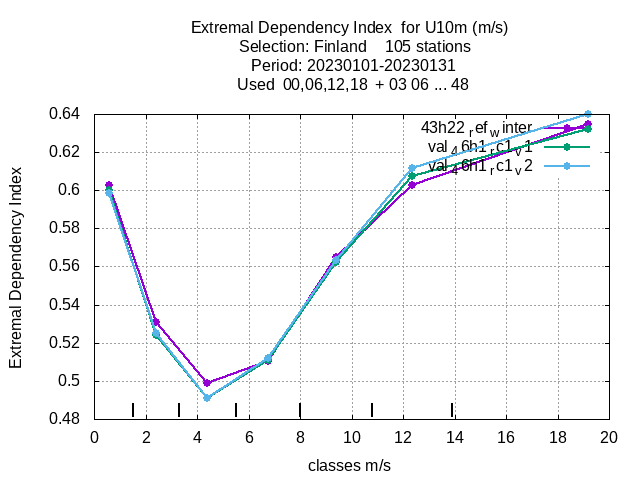 Extremal Dependency Index  for U10m (m/s)
Selection: Finland    105 stations
Period: 20230101-20230131
Used  00,06,12,18  + 03 06 ... 48
0.64
0.62
0.6
0.58
0.56
0.54
0.52
0.5
0.48
Extremal Dependency Index
43h22ᵣef_winter
val_46h1_rc1_v1
val_46h1_rc1_v2
0 2 4 6 8 10 12 14 16 18 20
classes m/s